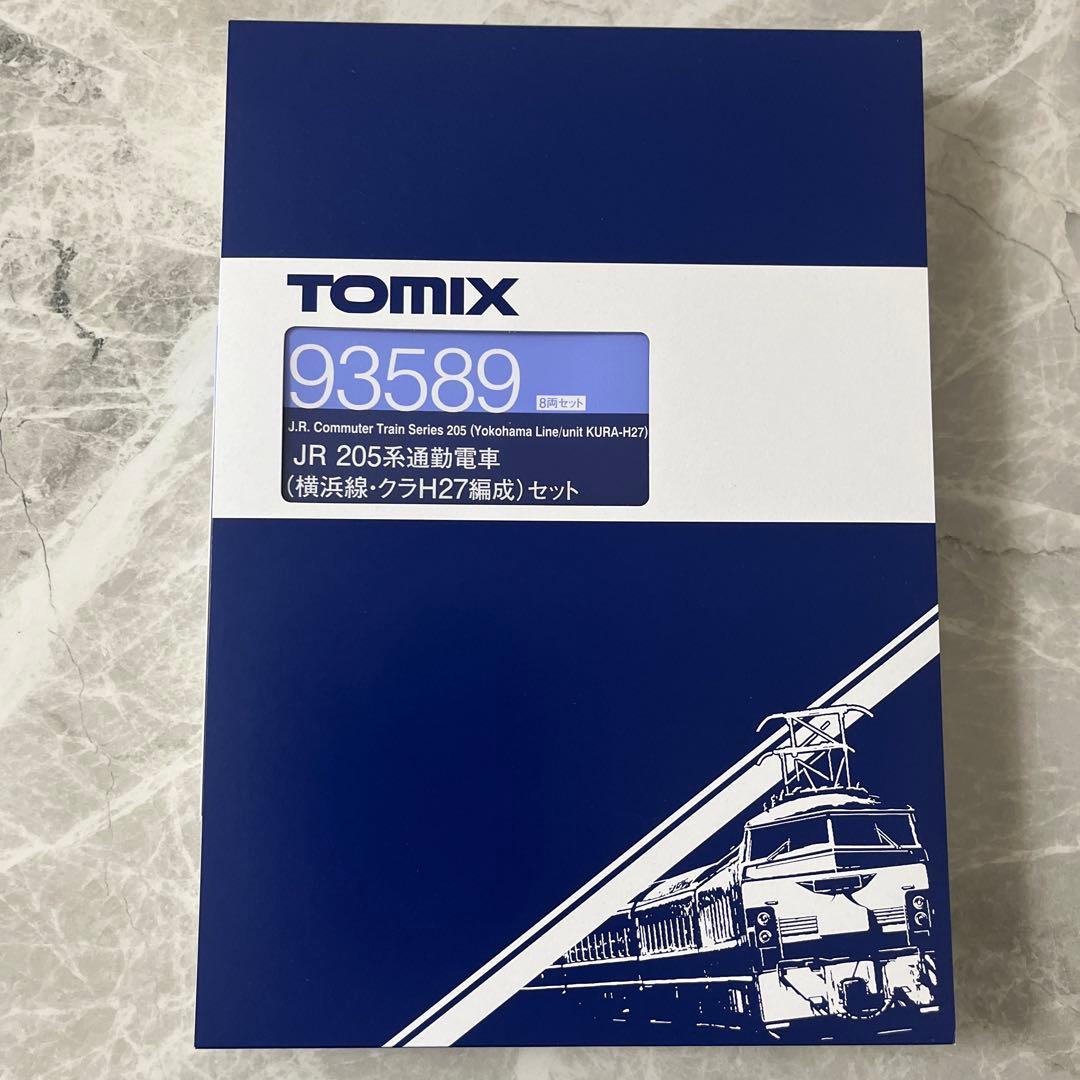 TOMIX
93589 8両セット
J.R. Commuter Train Series 205 (Yokohama Line/unit KURA-H27)
JR 205系通勤電車
(横浜線・クラH27編成)セット